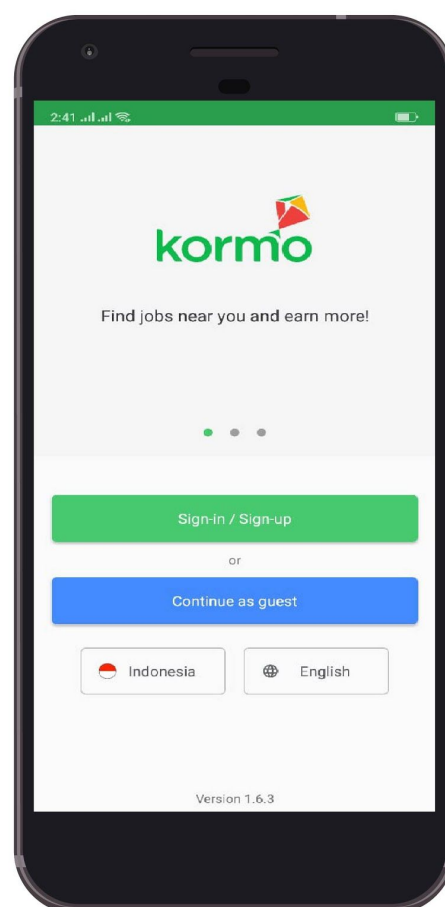 2:41
kormo
Find jobs near you and earn more!
Sign-in / Sign-up
or
Continue as guest
Indonesia
English
Version 1.6.3